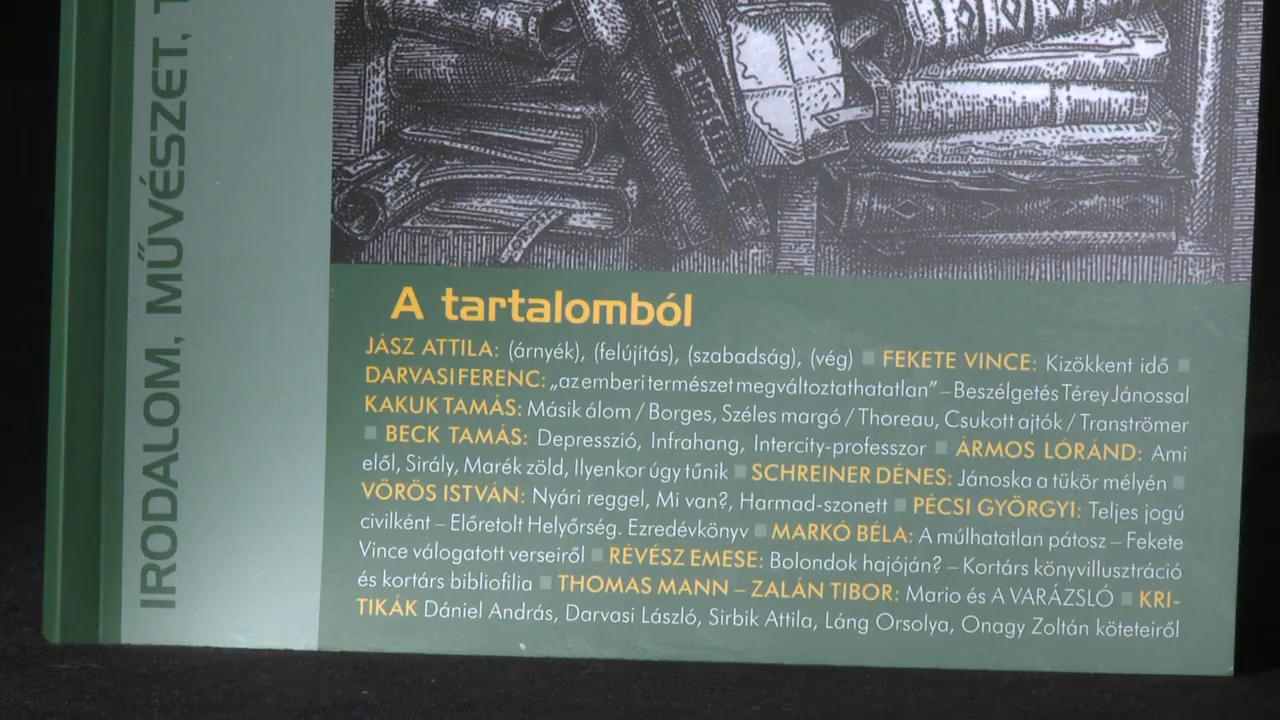 IRODALOM, MŰVÉSZET,
A tartalomból
JÁSZ ATTILA: (árnyék), (felújítás), (szabadság), (vég) ■ FEKETE VINCE: Kizökkent idő ■
DARVASI FERENC: „az emberi természet megváltoztathatatlan” – Beszélgetés Térey Jánossal
KAKUK TAMÁS: Másik álom / Borges, Széles margó / Thoreau, Csukott ajtók / Tranströmer
■ BECK TAMÁS: Depresszió, Infrahang, Intercity-professzor ■ ÁRMOS LÓRÁND: Ami
elől, Sirály, Marék zöld, Ilyenkor úgy tűnik ■ SCHREINER DÉNES: Jánoska a tükör mélyén ■
VÖRÖS ISTVÁN: Nyári reggel, Mi van?, Harmad-szonett ■ PÉCSI GYÖRGYI: Teljes jogú
civilként – Előretolt Helyőrség. Ezredévkönyv ■ MARKÓ BÉLA: A múlhatatlan pátosz – Fekete
Vince válogatott verseiről ■ RÉVÉSZ EMESE: Bolondok hajóján? – Kortárs könyvillusztráció
és kortárs bibliofilia ■ THOMAS MANN – ZALÁN TIBOR: Mario és A VARÁZSLÓ ■ KRI-
TIKÁK Dániel András, Darvasi László, Sirbik Attila, Láng Orsolya, Onagy Zoltán köteteiről